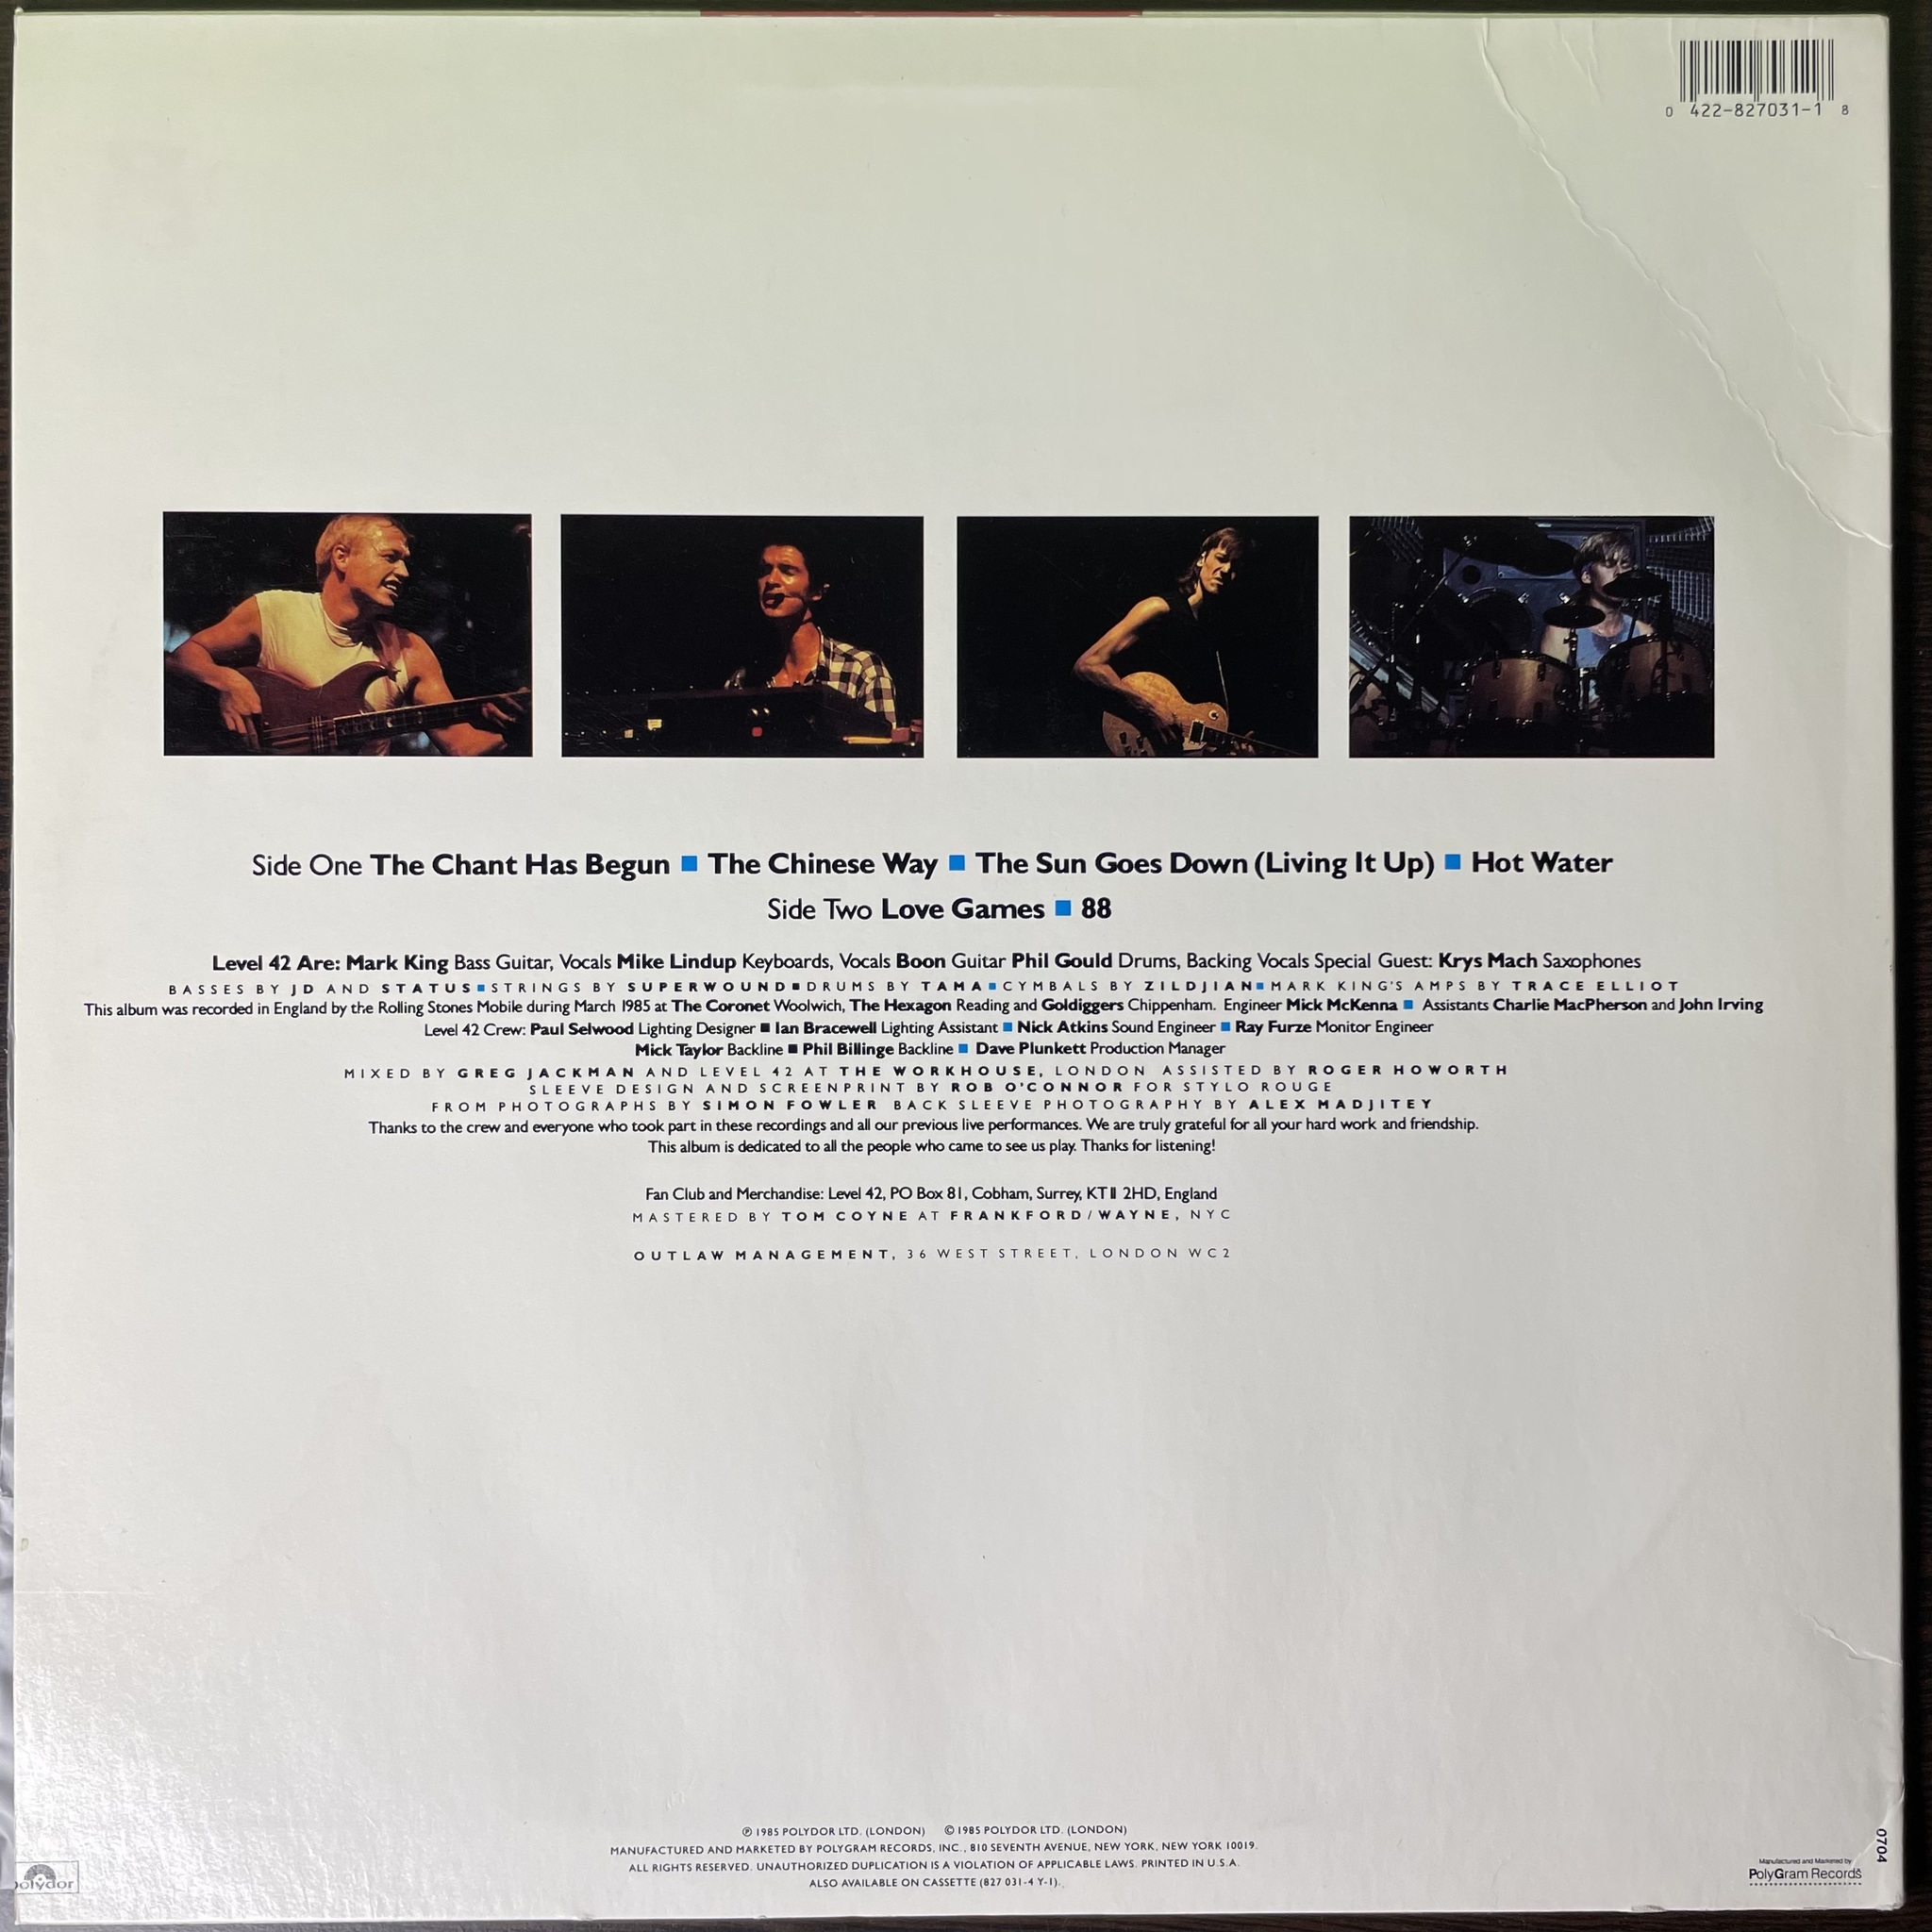 0 422-827031-1 8
Side One The Chant Has Begun ■ The Chinese Way ■ The Sun Goes Down (Living It Up) ■ Hot Water
Side Two Love Games ■ 88
Level 42 Are: Mark King Bass Guitar, Vocals Mike Lindup Keyboards, Vocals Boon Guitar Phil Gould Drums, Backing Vocals Special Guest: Krys Mach Saxophones
BASSES BY JD AND STATUS ■ STRINGS BY SUPERWOUND ■ DRUMS BY TAMA ■ CYMBALS BY ZILDJIAN ■ MARK KING'S AMPS BY TRACE ELLIOT
This album was recorded in England by the Rolling Stones Mobile during March 1985 at The Coronet Woolwich, The Hexagon Reading and Goldiggers Chippenham. Engineer Mick McKenna ■ Assistants Charlie MacPherson and John Irving
Level 42 Crew: Paul Selwood Lighting Designer ■ Ian Bracewell Lighting Assistant ■ Nick Atkins Sound Engineer ■ Ray Furze Monitor Engineer
Mick Taylor Backline ■ Phil Billinge Backline ■ Dave Plunkett Production Manager
MIXED BY GREG JACKMAN AND LEVEL 42 AT THE WORKHOUSE, LONDON ASSISTED BY ROGER HOWORTH
SLEEVE DESIGN AND SCREENPRINT BY ROB O'CONNOR FOR STYLO ROUGE
FROM PHOTOGRAPHS BY SIMON FOWLER BACK SLEEVE PHOTOGRAPHY BY ALEX MADJITEY
Thanks to the crew and everyone who took part in these recordings and all our previous live performances. We are truly grateful for all your hard work and friendship.
This album is dedicated to all the people who came to see us play. Thanks for listening!
Fan Club and Merchandise: Level 42, PO Box 81, Cobham, Surrey, KT11 2HD, England
MASTERED BY TOM COYNE AT FRANKFORD/WAYNE, NYC
OUTLAW MANAGEMENT, 36 WEST STREET, LONDON WC2
℗ 1985 POLYDOR LTD. (LONDON) © 1985 POLYDOR LTD. (LONDON)
MANUFACTURED AND MARKETED BY POLYGRAM RECORDS, INC., 810 SEVENTH AVENUE, NEW YORK, NEW YORK 10019.
ALL RIGHTS RESERVED. UNAUTHORIZED DUPLICATION IS A VIOLATION OF APPLICABLE LAWS. PRINTED IN U.S.A.
ALSO AVAILABLE ON CASSETTE (827 031-4 Y-1).
polydor
Manufactured and Marketed by
PolyGram Records
0704